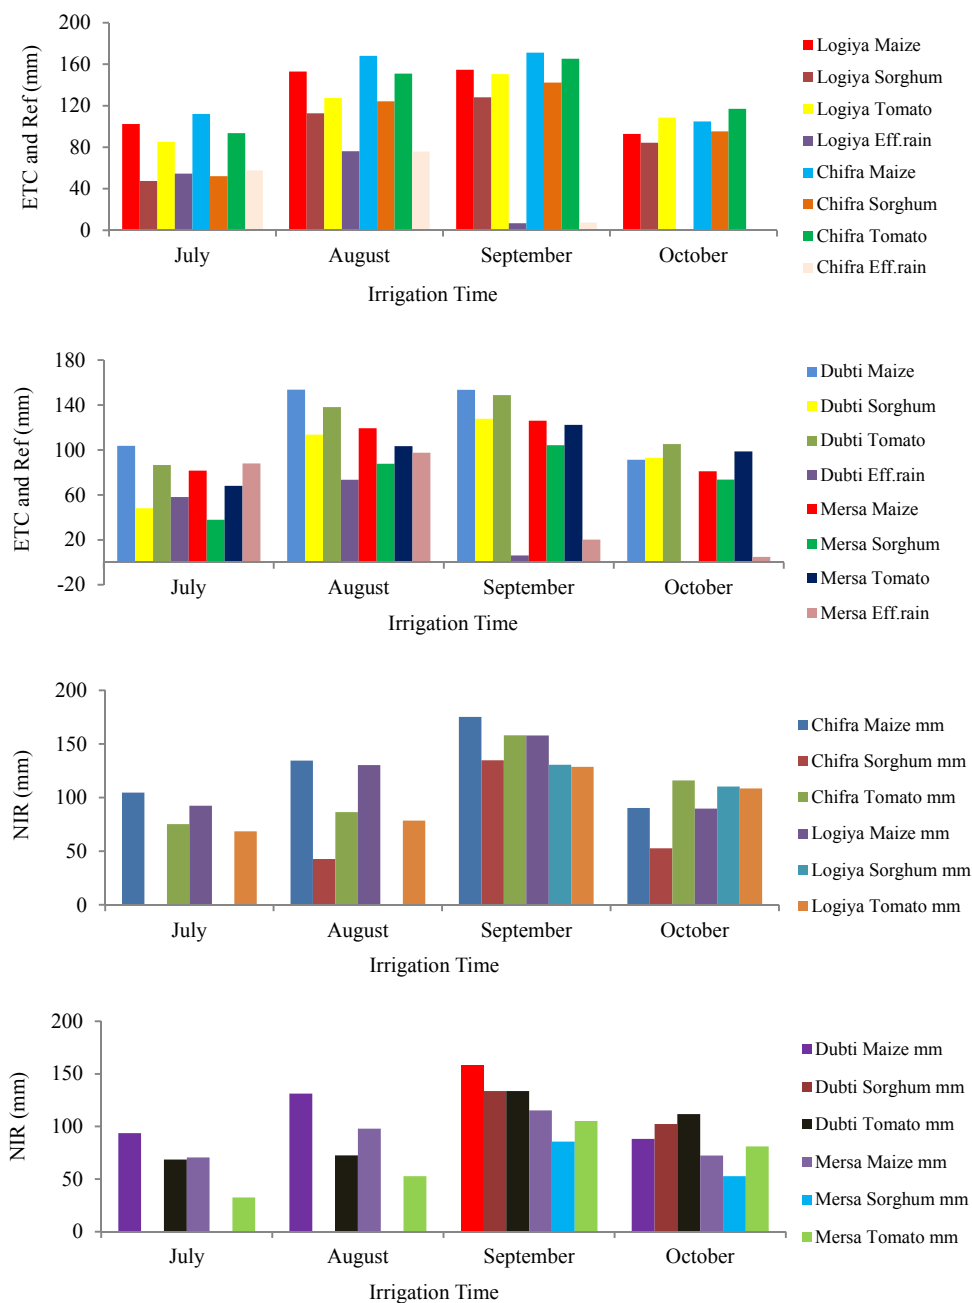 ETC and Ref (mm)
200
160
120
80
40
0
July August September October
Irrigation Time
Logiya Maize
Logiya Sorghum
Logiya Tomato
Logiya Eff.rain
Chifra Maize
Chifra Sorghum
Chifra Tomato
Chifra Eff.rain
ETC and Ref (mm)
180
140
100
60
20
-20
July August September October
Irrigation Time
Dubti Maize
Dubti Sorghum
Dubti Tomato
Dubti Eff.rain
Mersa Maize
Mersa Sorghum
Mersa Tomato
Mersa Eff.rain
NIR (mm)
200
150
100
50
0
July August September October
Irrigation Time
Chifra Maize mm
Chifra Sorghum mm
Chifra Tomato mm
Logiya Maize mm
Logiya Sorghum mm
Logiya Tomato mm
NIR (mm)
200
150
100
50
0
July August September October
Irrigation Time
Dubti Maize mm
Dubti Sorghum mm
Dubti Tomato mm
Mersa Maize mm
Mersa Sorghum mm
Mersa Tomato mm